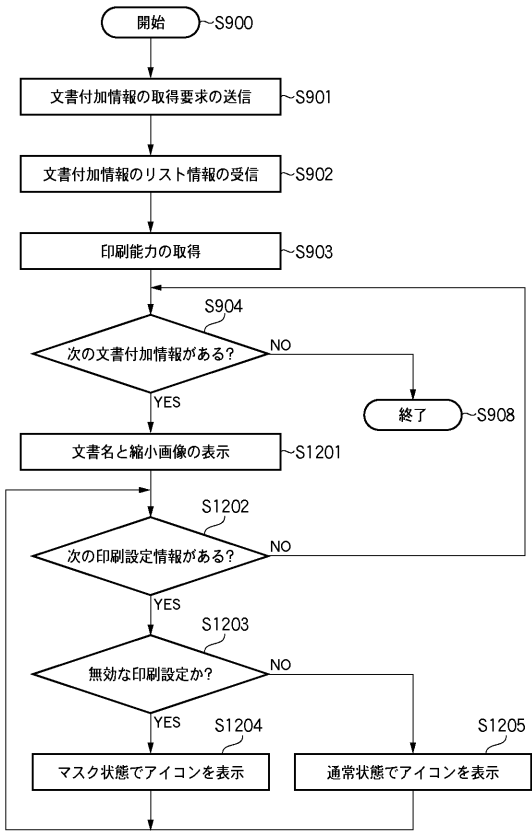 開始
S900
文書付加情報の取得要求の送信
S901
文書付加情報のリスト情報の受信
S902
印刷能力の取得
S903
S904
次の文書付加情報がある?
NO
YES
終了
S908
文書名と縮小画像の表示
S1201
S1202
次の印刷設定情報がある?
NO
YES
S1203
無効な印刷設定か?
NO
YES
S1204
マスク状態でアイコンを表示
S1205
通常状態でアイコンを表示